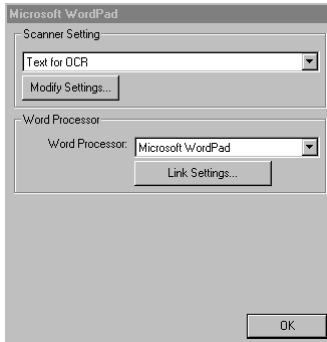 Microsoft WordPad
Scanner Setting
Text for OCR
Modify Settings...
Word Processor
Word Processor: Microsoft WordPad
Link Settings...
OK